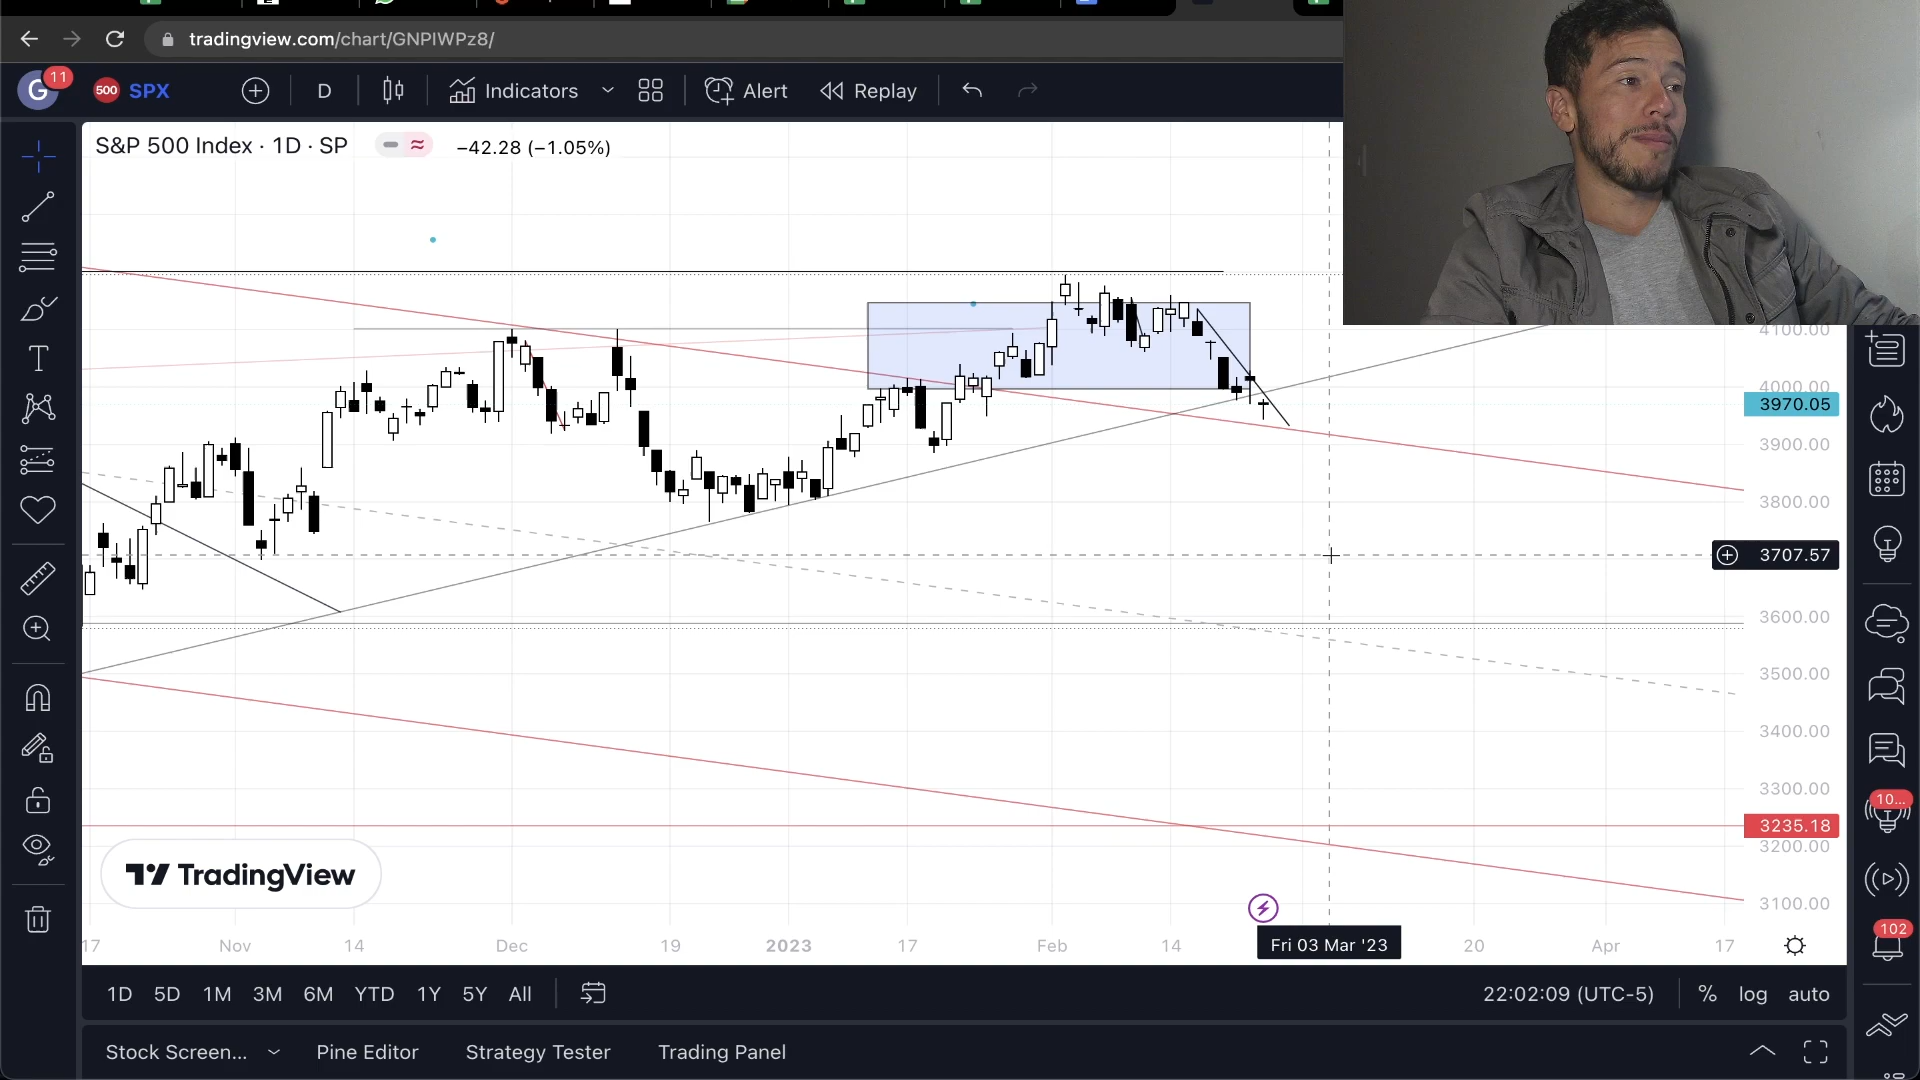 tradingview.com/chart/GNPIWPz8/
G 11 500 SPX D Indicators Alert Replay
S&P 500 Index · 1D · SP −42.28 (−1.05%)
4100.00
4000.00
3970.05
3900.00
3800.00
3707.57
3600.00
3500.00
3400.00
3300.00
10...
3235.18
3200.00
TradingView
3100.00
102
17 Nov 14 Dec 19 2023 17 Feb 14 Fri 03 Mar '23 20 Apr 17
1D 5D 1M 3M 6M YTD 1Y 5Y All 22:02:09 (UTC-5) % log auto
Stock Screen... Pine Editor Strategy Tester Trading Panel